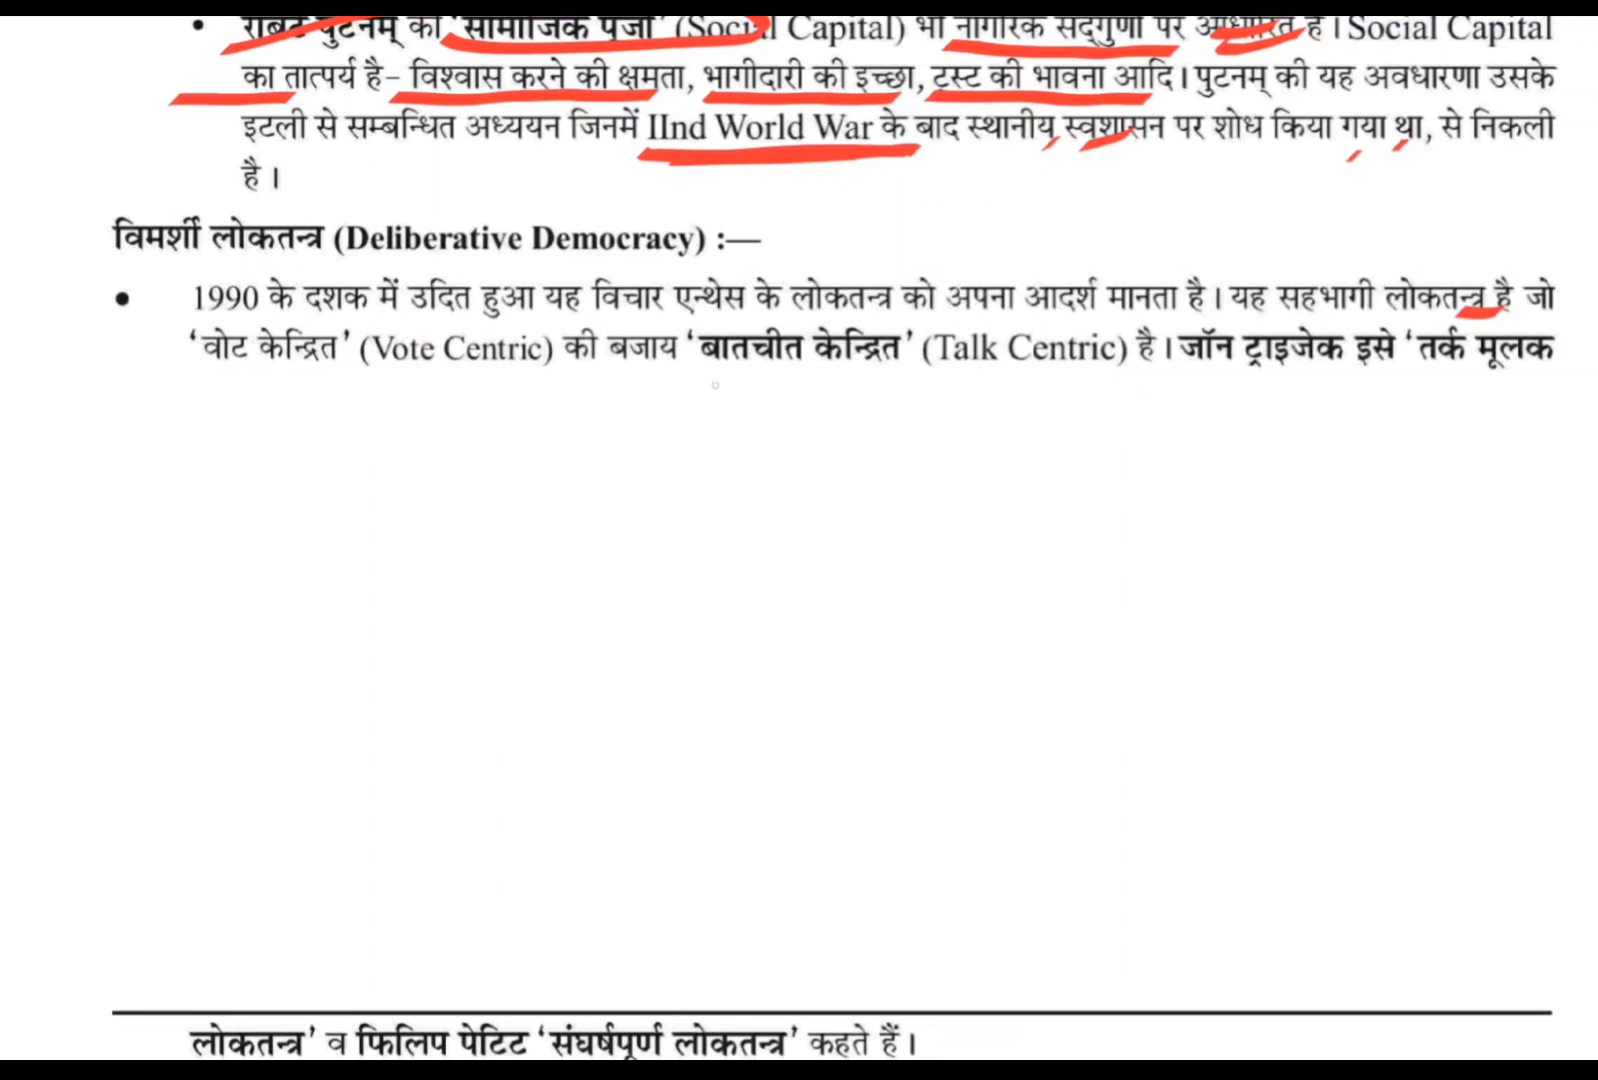 • राबर्ट पुटनम् की ‘सामाजिक पूंजी’ (Social Capital) भी नागरिक सद्गुणों पर आधारित है। Social Capital
का तात्पर्य है– विश्वास करने की क्षमता, भागीदारी की इच्छा, ट्रस्ट की भावना आदि। पुटनम् की यह अवधारणा उसके
इटली से सम्बन्धित अध्ययन जिनमें IInd World War के बाद स्थानीय स्वशासन पर शोध किया गया था, से निकली
है।
विमर्शी लोकतन्त्र (Deliberative Democracy) :—
● 1990 के दशक में उदित हुआ यह विचार एन्थेस के लोकतन्त्र को अपना आदर्श मानता है। यह सहभागी लोकतन्त्र है जो
‘वोट केन्द्रित’ (Vote Centric) की बजाय ‘बातचीत केन्द्रित’ (Talk Centric) है। जॉन ट्राइजेक इसे ‘तर्क मूलक
लोकतन्त्र’ व फिलिप पेटिट ‘संघर्षपूर्ण लोकतन्त्र’ कहते हैं।